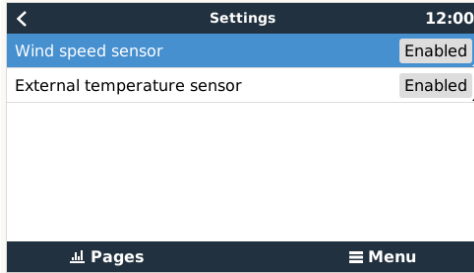 Settings 12:00
Wind speed sensor Enabled
External temperature sensor Enabled
Pages Menu